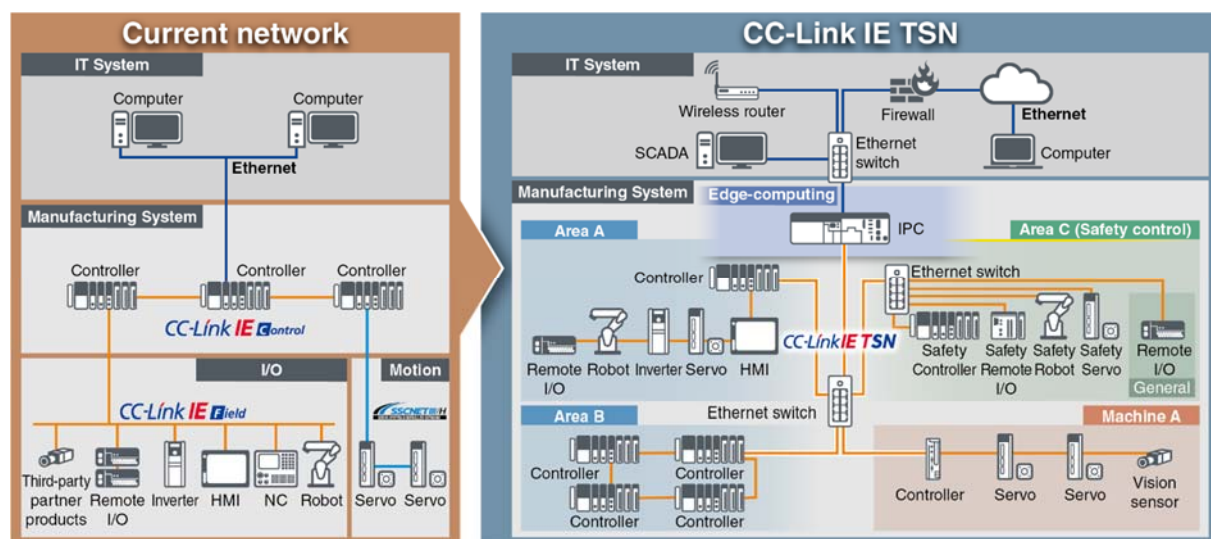 Current network
IT System
Computer
Computer
Ethernet
Manufacturing System
Controller
Controller
Controller
CC-Link IE Control
I/O
Motion
CC-Link IE Field
SSCNET III/H
Third-party
partner
products
Remote
I/O
Inverter
HMI
NC
Robot
Servo
Servo
CC-Link IE TSN
IT System
Wireless router
Firewall
Ethernet
SCADA
Ethernet
switch
Computer
Manufacturing System
Edge-computing
IPC
Area A
Area C (Safety control)
Controller
Ethernet switch
CC-Link IE TSN
Remote
I/O
Robot
Inverter
Servo
HMI
Safety
Controller
Safety
Remote
I/O
Safety
Robot
Safety
Servo
Remote
I/O
General
Ethernet switch
Area B
Machine A
Controller
Controller
Controller
Controller
Controller
Servo
Servo
Vision
sensor